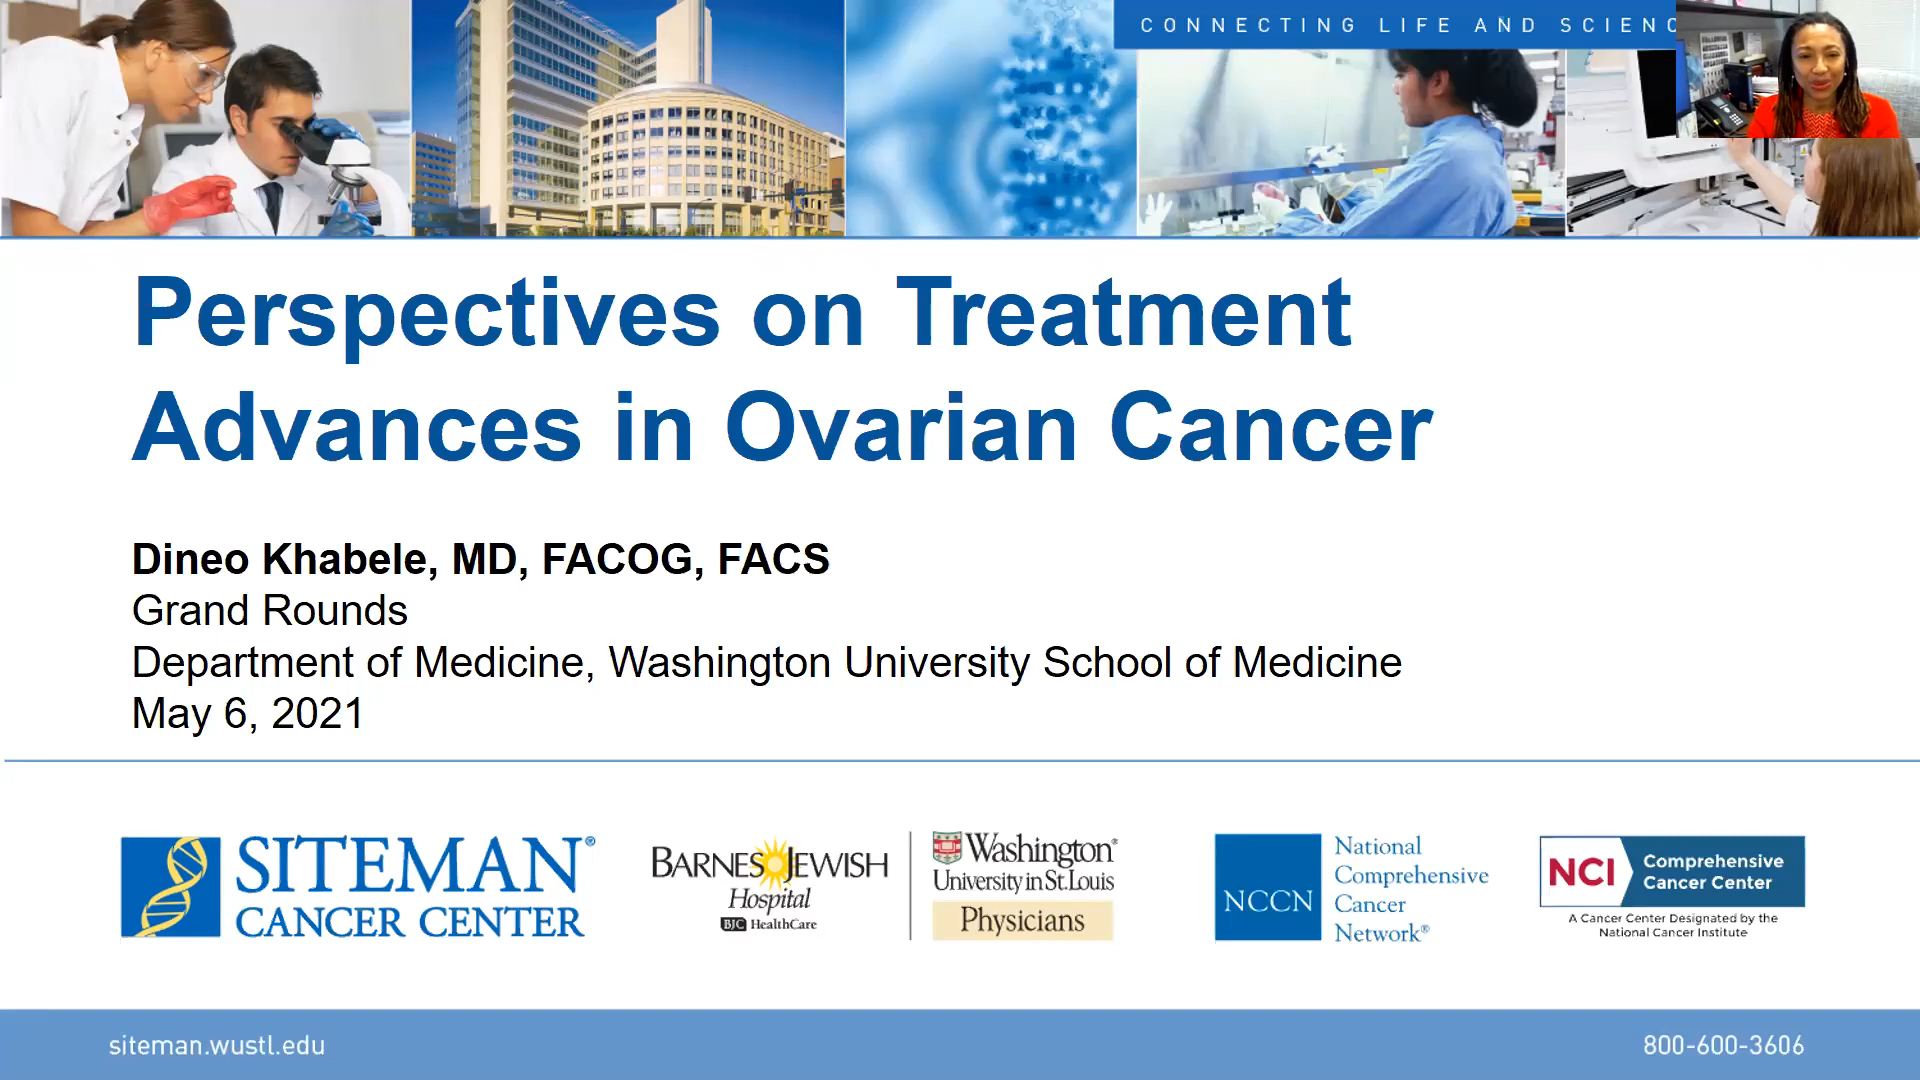 CONNECTING LIFE AND SCIENC
Perspectives on Treatment
Advances in Ovarian Cancer
Dineo Khabele, MD, FACOG, FACS
Grand Rounds
Department of Medicine, Washington University School of Medicine
May 6, 2021
SITEMAN®
CANCER CENTER
BARNES JEWISH
Hospital
BJC HealthCare
Washington®
University in St. Louis
Physicians
NCCN
National
Comprehensive
Cancer
Network®
NCI
Comprehensive
Cancer Center
A Cancer Center Designated by the
National Cancer Institute
siteman.wustl.edu
800-600-3606